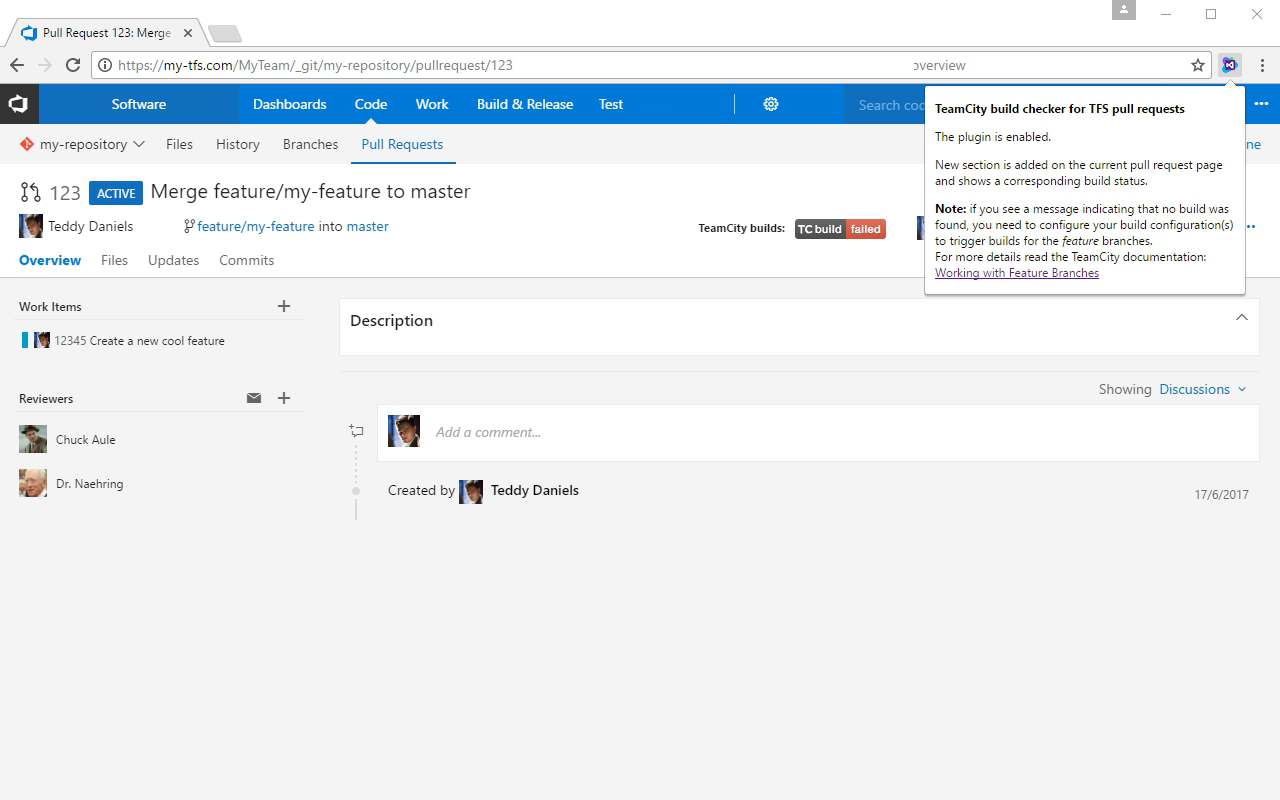 Pull Request 123: Merge
https://my-tfs.com/MyTeam/_git/my-repository/pullrequest/123 overview
Software Dashboards Code Work Build & Release Test Search
TeamCity build checker for TFS pull requests
The plugin is enabled.
New section is added on the current pull request page
and shows a corresponding build status.
Note: if you see a message indicating that no build was
found, you need to configure your build configuration(s)
to trigger builds for the feature branches.
For more details read the TeamCity documentation:
Working with Feature Branches
my-repository Files History Branches Pull Requests
123 ACTIVE Merge feature/my-feature to master
Teddy Daniels feature/my-feature into master TeamCity builds: TC build failed
Overview Files Updates Commits
Work Items
12345 Create a new cool feature
Reviewers
Chuck Aule
Dr. Naehring
Description
Showing Discussions
Add a comment...
Created by Teddy Daniels
17/6/2017